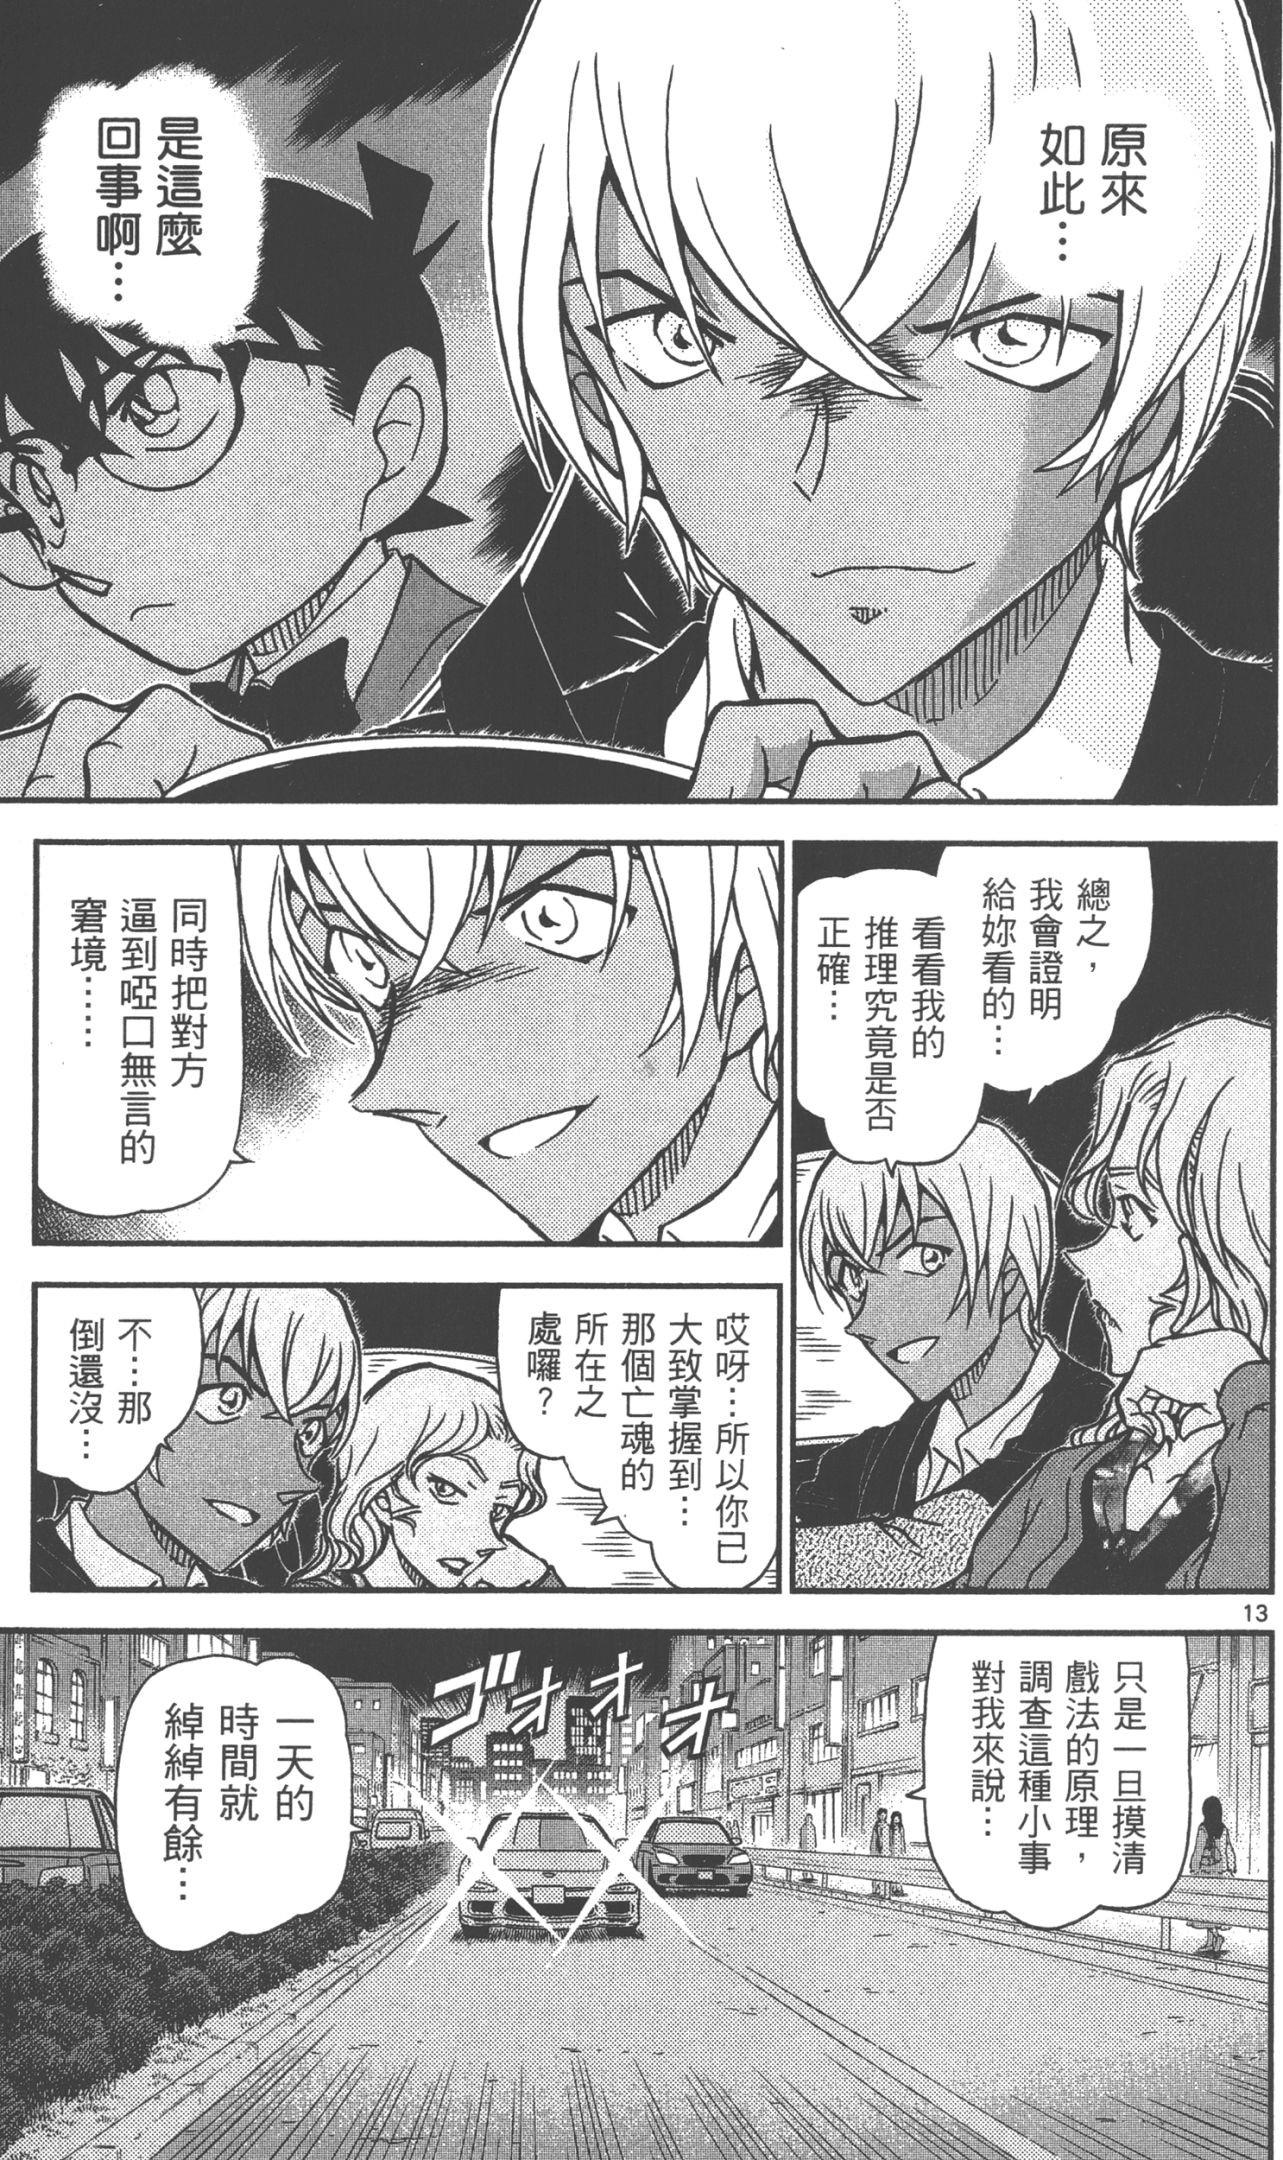 原來
如此…
是這麼
回事啊…
總之，
我會證明
給妳看的…
看看我的
推理究竟是否
正確…
同時把對方
逼到啞口無言的
窘境……
哎呀…所以你已
大致掌握到…
那個亡魂的
所在之
處囉？
不…那
倒還沒…
13
只是一旦摸清
戲法的原理，
調查這種小事
對我來說…
ゴォォォ
一天的
時間就
綽綽有餘…